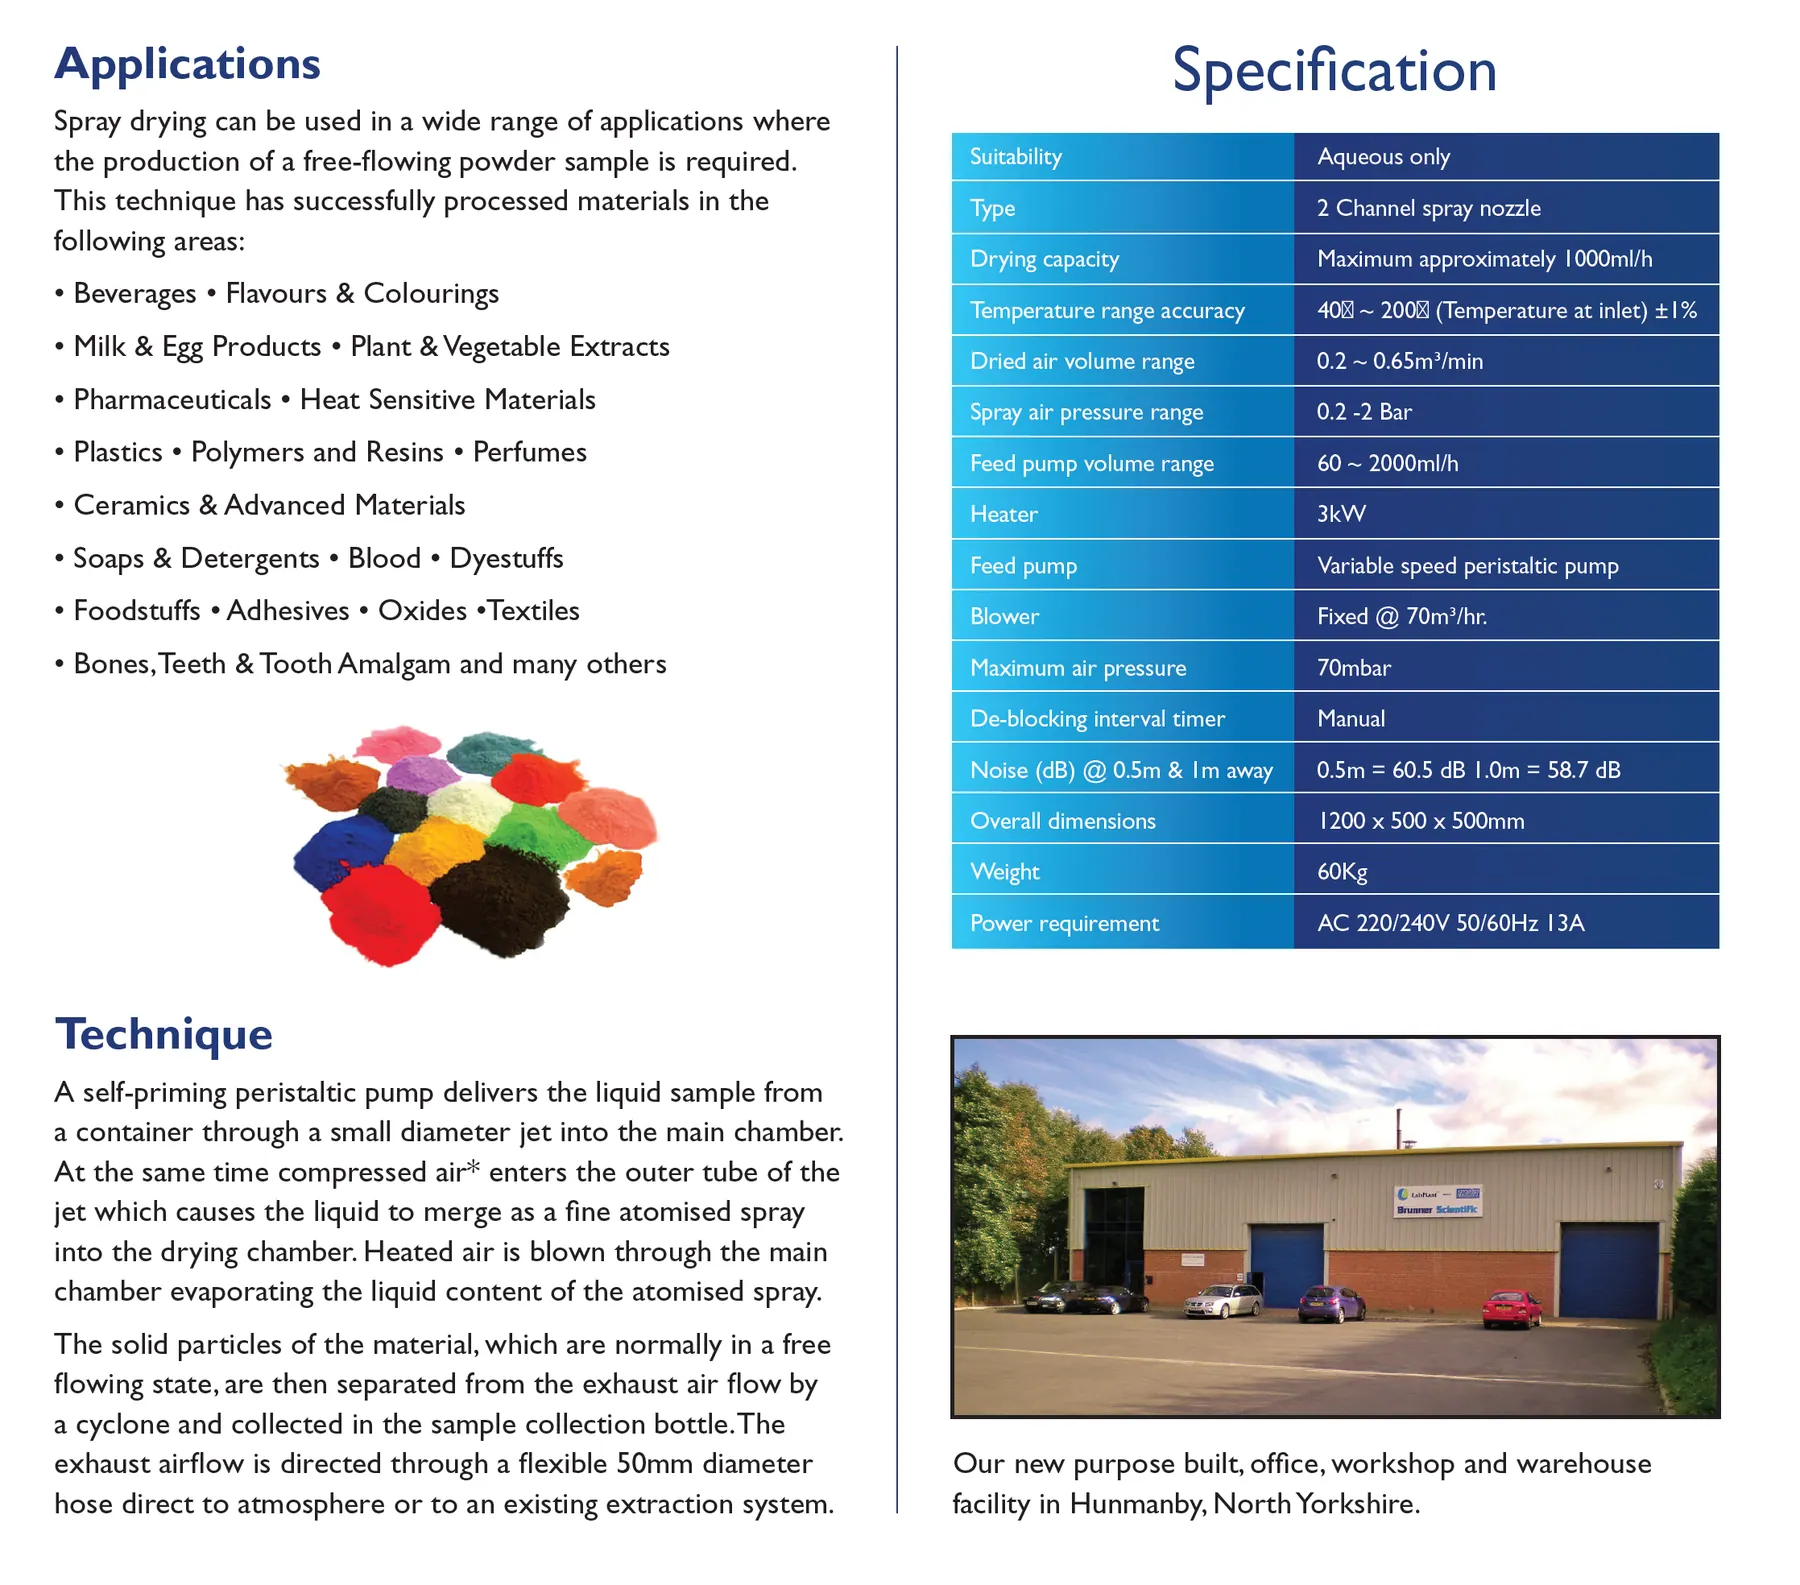 Applications
Spray drying can be used in a wide range of applications where
the production of a free-flowing powder sample is required.
This technique has successfully processed materials in the
following areas:
• Beverages • Flavours & Colourings
• Milk & Egg Products • Plant & Vegetable Extracts
• Pharmaceuticals • Heat Sensitive Materials
• Plastics • Polymers and Resins • Perfumes
• Ceramics & Advanced Materials
• Soaps & Detergents • Blood • Dyestuffs
• Foodstuffs • Adhesives • Oxides •Textiles
• Bones, Teeth & Tooth Amalgam and many others
Technique
A self-priming peristaltic pump delivers the liquid sample from
a container through a small diameter jet into the main chamber.
At the same time compressed air* enters the outer tube of the
jet which causes the liquid to merge as a fine atomised spray
into the drying chamber. Heated air is blown through the main
chamber evaporating the liquid content of the atomised spray.
The solid particles of the material, which are normally in a free
flowing state, are then separated from the exhaust air flow by
a cyclone and collected in the sample collection bottle. The
exhaust airflow is directed through a flexible 50mm diameter
hose direct to atmosphere or to an existing extraction system.
Specification
Suitability Aqueous only
Type 2 Channel spray nozzle
Drying capacity Maximum approximately 1000ml/h
Temperature range accuracy 40 ~ 200 (Temperature at inlet) ±1%
Dried air volume range 0.2 ~ 0.65m³/min
Spray air pressure range 0.2 -2 Bar
Feed pump volume range 60 ~ 2000ml/h
Heater 3kW
Feed pump Variable speed peristaltic pump
Blower Fixed @ 70m³/hr.
Maximum air pressure 70mbar
De-blocking interval timer Manual
Noise (dB) @ 0.5m & 1m away 0.5m = 60.5 dB 1.0m = 58.7 dB
Overall dimensions 1200 x 500 x 500mm
Weight 60Kg
Power requirement AC 220/240V 50/60Hz 13A
LabPlant
Brunner Scientific
Our new purpose built, office, workshop and warehouse
facility in Hunmanby, North Yorkshire.